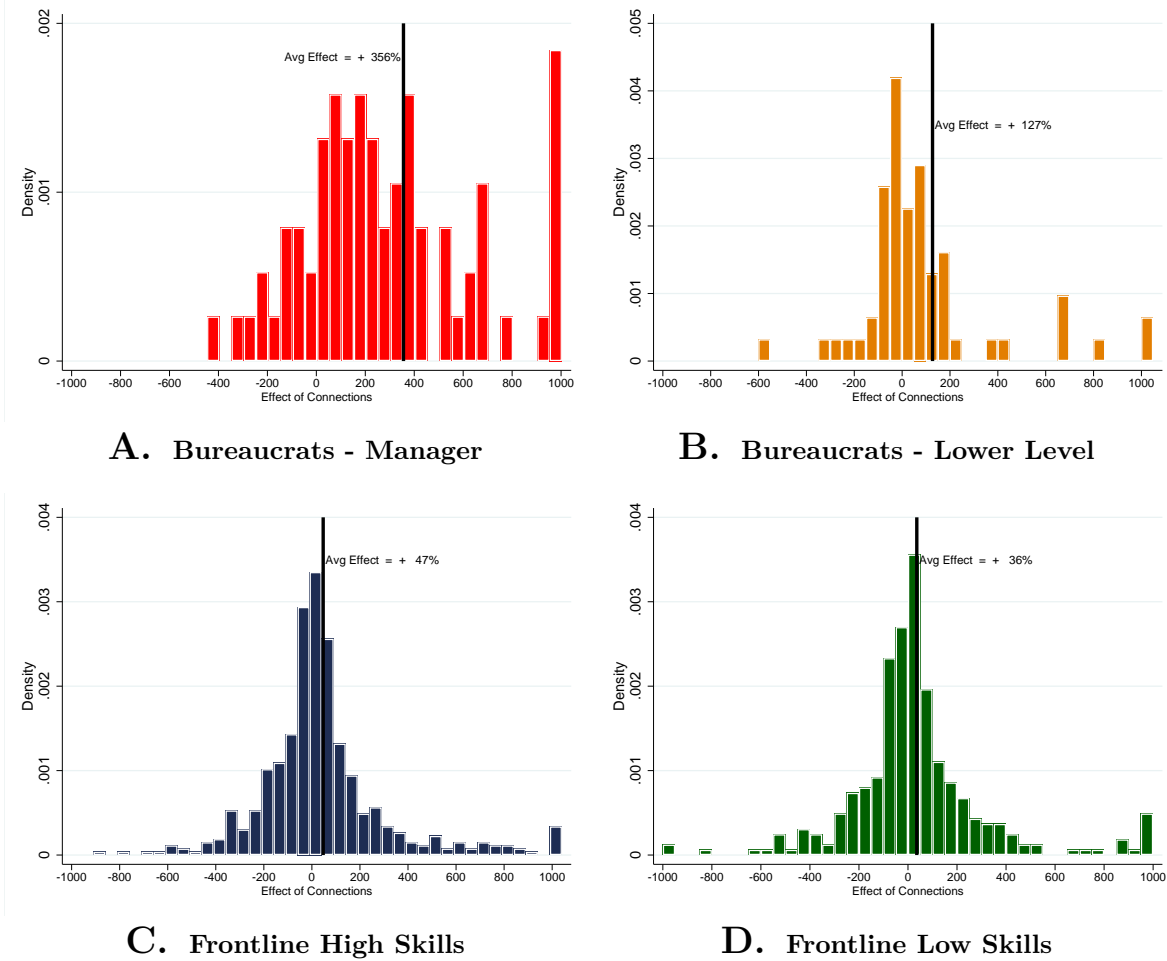 .002
.001
0
Density
Avg Effect = + 356%
-1000 -800 -600 -400 -200 0 200 400 600 800 1000
Effect of Connections
A. Bureaucrats - Manager
.005
.004
.003
.002
.001
0
Density
Avg Effect = + 127%
-1000 -800 -600 -400 -200 0 200 400 600 800 1000
Effect of Connections
B. Bureaucrats - Lower Level
.004
.003
.002
.001
0
Density
Avg Effect = + 47%
-1000 -800 -600 -400 -200 0 200 400 600 800 1000
Effect of Connections
C. Frontline High Skills
.004
.003
.002
.001
0
Density
Avg Effect = + 36%
-1000 -800 -600 -400 -200 0 200 400 600 800 1000
Effect of Connections
D. Frontline Low Skills